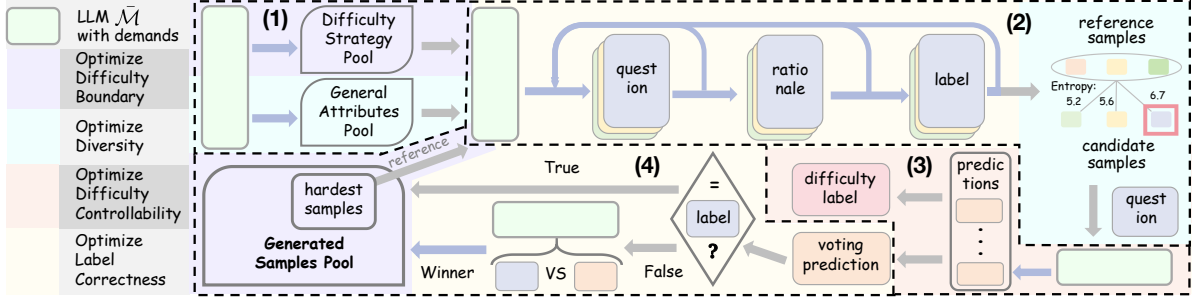 LLM M̄
with demands
Optimize
Difficulty
Boundary
Optimize
Diversity
Optimize
Difficulty
Controllability
Optimize
Label
Correctness
(1)
Difficulty
Strategy
Pool
General
Attributes
Pool
reference
(2)
quest
ion
ratio
nale
label
reference
samples
Entropy:
5.2
5.6
6.7
candidate
samples
quest
ion
(3)
predic
tions
difficulty
label
voting
prediction
(4)
True
=
label
?
False
VS
Winner
hardest
samples
Generated
Samples Pool